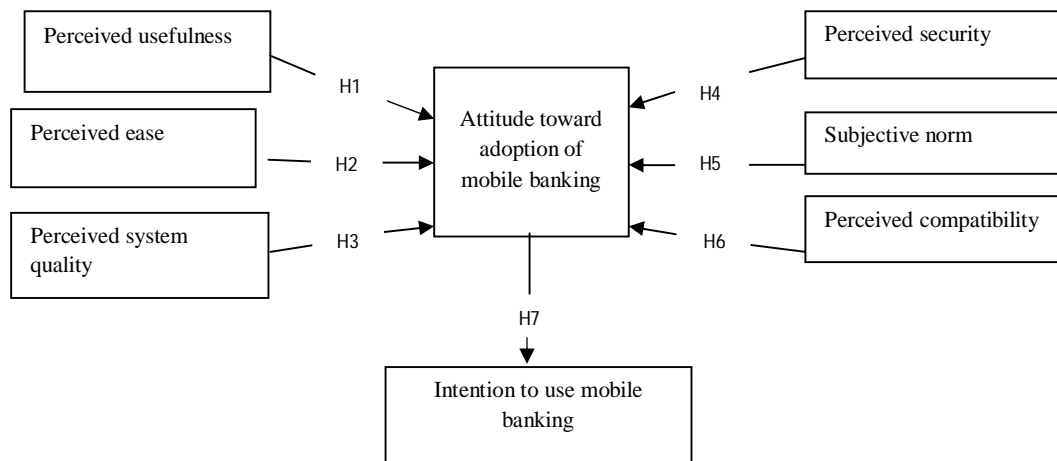 Perceived usefulness
H1
Perceived ease
H2
Perceived system
quality
H3
Attitude toward
adoption of
mobile banking
Perceived security
H4
Subjective norm
H5
Perceived compatibility
H6
H7
Intention to use mobile
banking